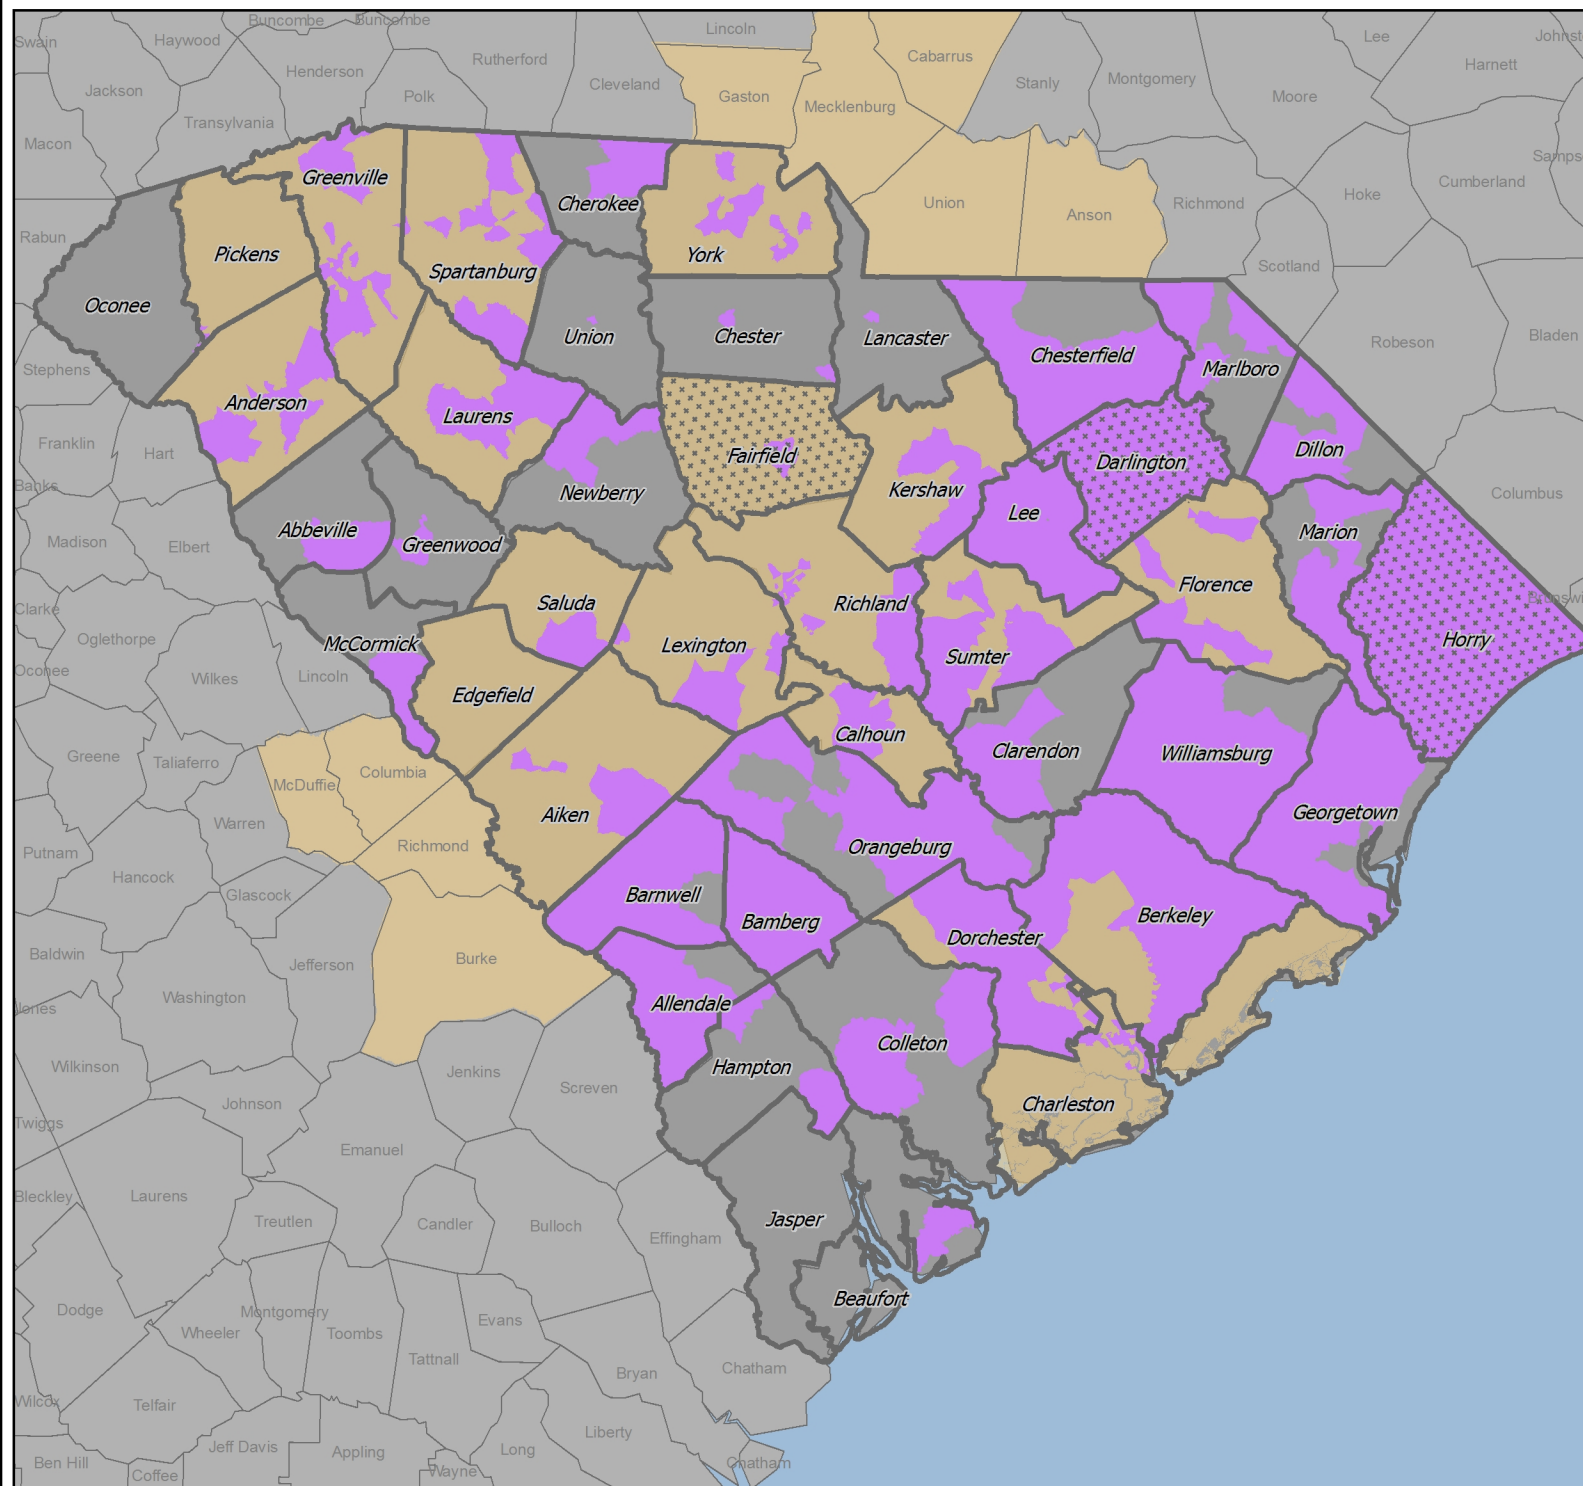 Buncombe
Buncombe
Lincoln
Swain
Haywood
Rutherford
Cabarrus
Lee
Henderson
Cleveland
Stanly
Montgomery
Harnett
Jackson
Polk
Gaston
Mecklenburg
Moore
Transylvania
Macon
Greenville
Cherokee
Union
Anson
Richmond
Hoke
Cumberland
Rabun
Pickens
Spartanburg
York
Scotland
Oconee
Union
Chester
Lancaster
Chesterfield
Marlboro
Robeson
Bladen
Stephens
Anderson
Laurens
Franklin
Hart
Fairfield
Darlington
Dillon
Banks
Newberry
Kershaw
Lee
Columbus
Madison
Elbert
Abbeville
Greenwood
Marion
Clarke
Oglethorpe
Saluda
Richland
Florence
McCormick
Lexington
Sumter
Horry
Oconee
Wilkes
Lincoln
Edgefield
Greene
Taliaferro
McDuffie
Columbia
Calhoun
Clarendon
Williamsburg
Warren
Richmond
Aiken
Orangeburg
Georgetown
Putnam
Hancock
Glascock
Barnwell
Bamberg
Berkeley
Baldwin
Jefferson
Burke
Dorchester
Washington
Allendale
Jones
Wilkinson
Johnson
Jenkins
Screven
Hampton
Colleton
Charleston
Twiggs
Emanuel
Bleckley
Laurens
Treutlen
Candler
Bulloch
Effingham
Jasper
Dodge
Montgomery
Wheeler
Toombs
Evans
Tattnall
Beaufort
Bryan
Chatham
Wilcox
Telfair
Ben Hill
Coffee
Jeff Davis
Appling
Wayne
Long
Liberty
Chatham